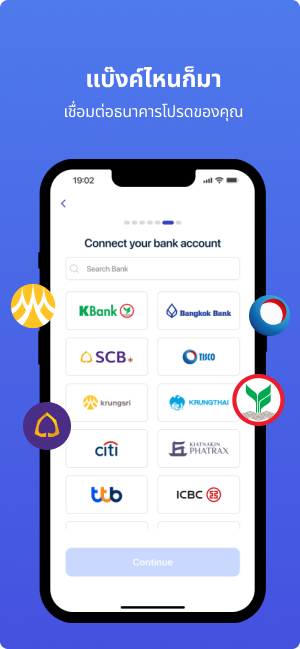 แบ๊งค์ไหนก็มา
เชื่อมต่อธนาคารโปรดของคุณ
19:02
Connect your bank account
Search Bank
KBank
Bangkok Bank
SCB
TISCO
krungsri
KRUNGTHAI
citi
KIATNAKIN
PHATRAX
ttb
ICBC
Continue